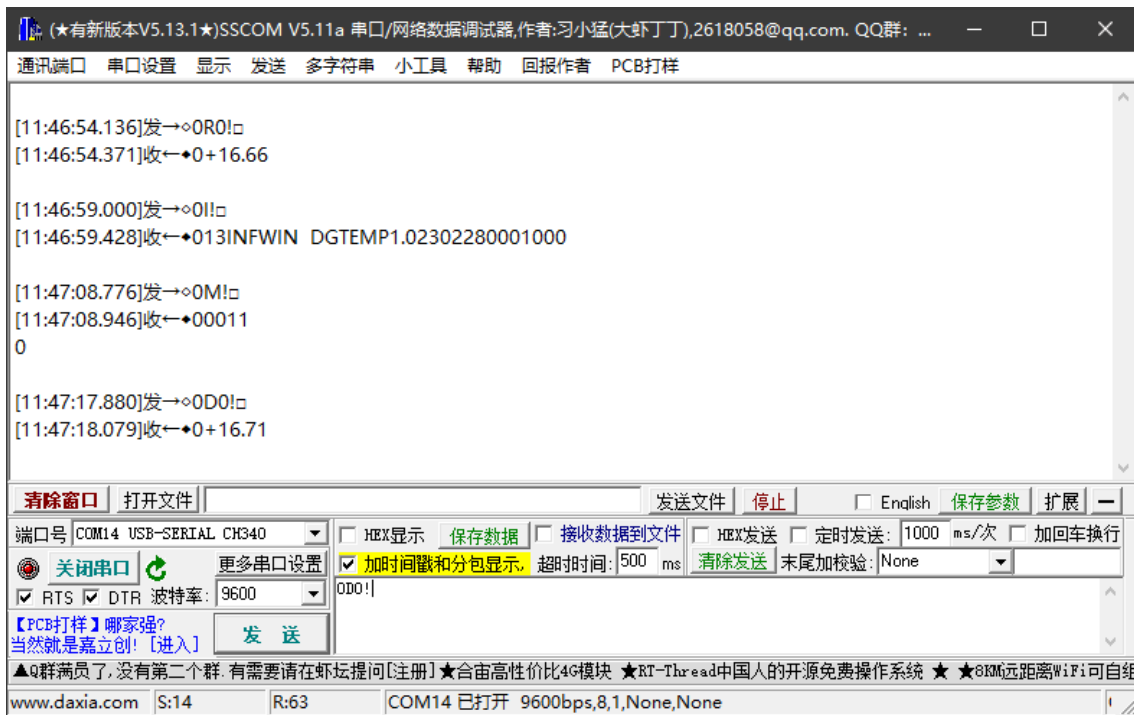 (★有新版本V5.13.1★)SSCOM V5.11a 串口/网络数据调试器,作者:习小猛(大虾丁丁),2618058@qq.com. QQ群: ...
通讯端口 串口设置 显示 发送 多字符串 小工具 帮助 回报作者 PCB打样
[11:46:54.136]发→◇0R0!□
[11:46:54.371]收←◆0+16.66
[11:46:59.000]发→◇0I!□
[11:46:59.428]收←◆013INFWIN  DGTEMP1.02302280001000
[11:47:08.776]发→◇0M!□
[11:47:08.946]收←◆00011
0
[11:47:17.880]发→◇0D0!□
[11:47:18.079]收←◆0+16.71
清除窗口 打开文件 发送文件 停止 English 保存参数 扩展 —
端口号 COM14 USB-SERIAL CH340 HEX显示 保存数据 接收数据到文件 HEX发送 定时发送: 1000 ms/次 加回车换行
关闭串口 更多串口设置 加时间戳和分包显示, 超时时间: 500 ms 清除发送 末尾加校验: None
RTS DTR 波特率: 9600 0D0!
【PCB打样】哪家强?
当然就是嘉立创! [进入] 发 送
▲Q群满员了,没有第二个群.有需要请在虾坛提问[注册]★合宙高性价比4G模块 ★RT-Thread中国人的开源免费操作系统 ★ ★8KM远距离WiFi可自组
www.daxia.com S:14 R:63 COM14 已打开 9600bps,8,1,None,None